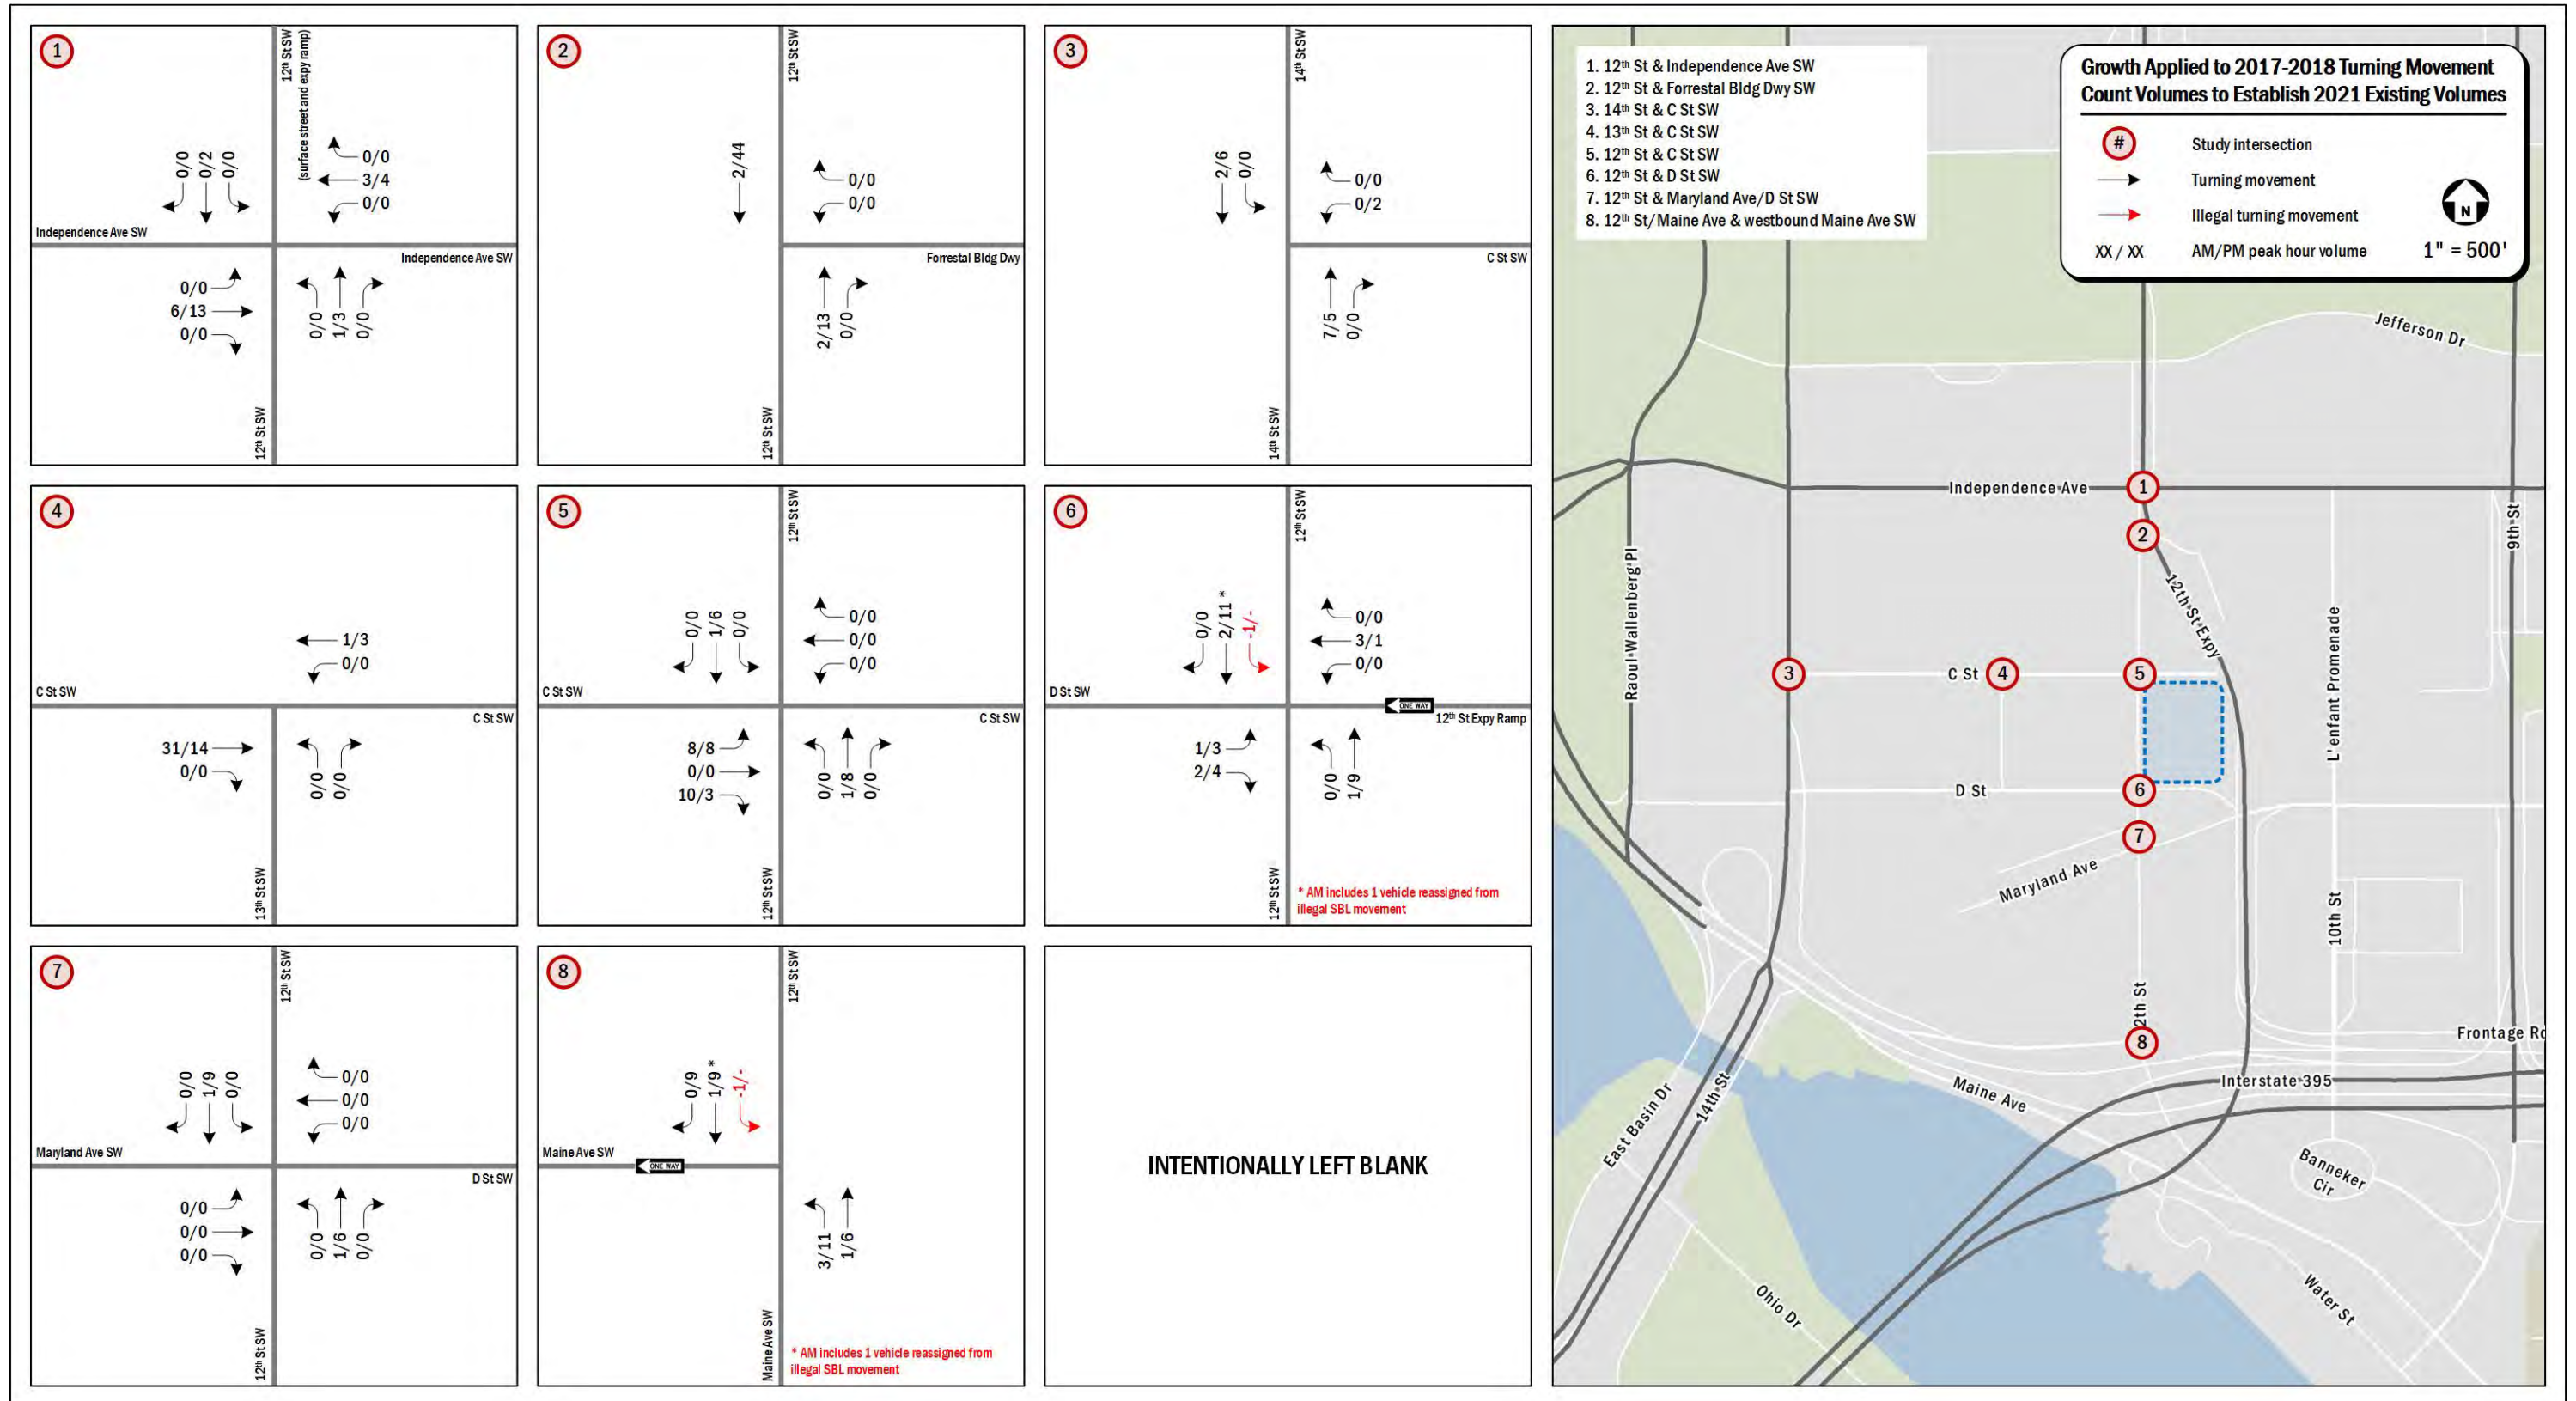 1
12th St SW
(surface street and expy ramp)
0/0
0/2
0/0
0/0
3/4
0/0
Independence Ave SW
Independence Ave SW
0/0
6/13
0/0
0/0
1/3
0/0
12th St SW
2
12th St SW
2/44
0/0
0/0
Forrestal Bldg Dwy
2/13
0/0
12th St SW
3
14th St SW
2/6
0/0
0/0
0/2
C St SW
7/5
0/0
14th St SW
4
1/3
0/0
C St SW
C St SW
31/14
0/0
0/0
0/0
13th St SW
5
12th St SW
0/0
1/6
0/0
0/0
0/0
0/0
C St SW
C St SW
8/8
0/0
10/3
0/0
1/8
0/0
12th St SW
6
12th St SW
0/0
2/11 *
-1/-
0/0
3/1
0/0
D St SW
ONE WAY
12th St Expy Ramp
1/3
2/4
0/0
1/9
12th St SW
* AM includes 1 vehicle reassigned from
illegal SBL movement
7
12th St SW
0/0
1/9
0/0
0/0
0/0
0/0
Maryland Ave SW
D St SW
0/0
0/0
0/0
0/0
1/6
0/0
12th St SW
8
12th St SW
0/9
1/9 *
-1/-
Maine Ave SW
ONE WAY
3/11
1/6
Maine Ave SW
* AM includes 1 vehicle reassigned from
illegal SBL movement
INTENTIONALLY LEFT BLANK
1. 12th St & Independence Ave SW
2. 12th St & Forrestal Bldg Dwy SW
3. 14th St & C St SW
4. 13th St & C St SW
5. 12th St & C St SW
6. 12th St & D St SW
7. 12th St & Maryland Ave/D St SW
8. 12th St/Maine Ave & westbound Maine Ave SW
Growth Applied to 2017-2018 Turning Movement
Count Volumes to Establish 2021 Existing Volumes
# Study intersection
Turning movement
Illegal turning movement
XX / XX AM/PM peak hour volume
N
1" = 500'
Jefferson Dr
Independence Ave
1
2
9th St
Raoul Wallenberg Pl
12th St Expy
L'enfant Promenade
3
C St
4
5
D St
6
7
Maryland Ave
10th St
2th St
8
Frontage Rd
Interstate 395
Maine Ave
East Basin Dr
14th St
Banneker
Cir
Water St
Ohio Dr